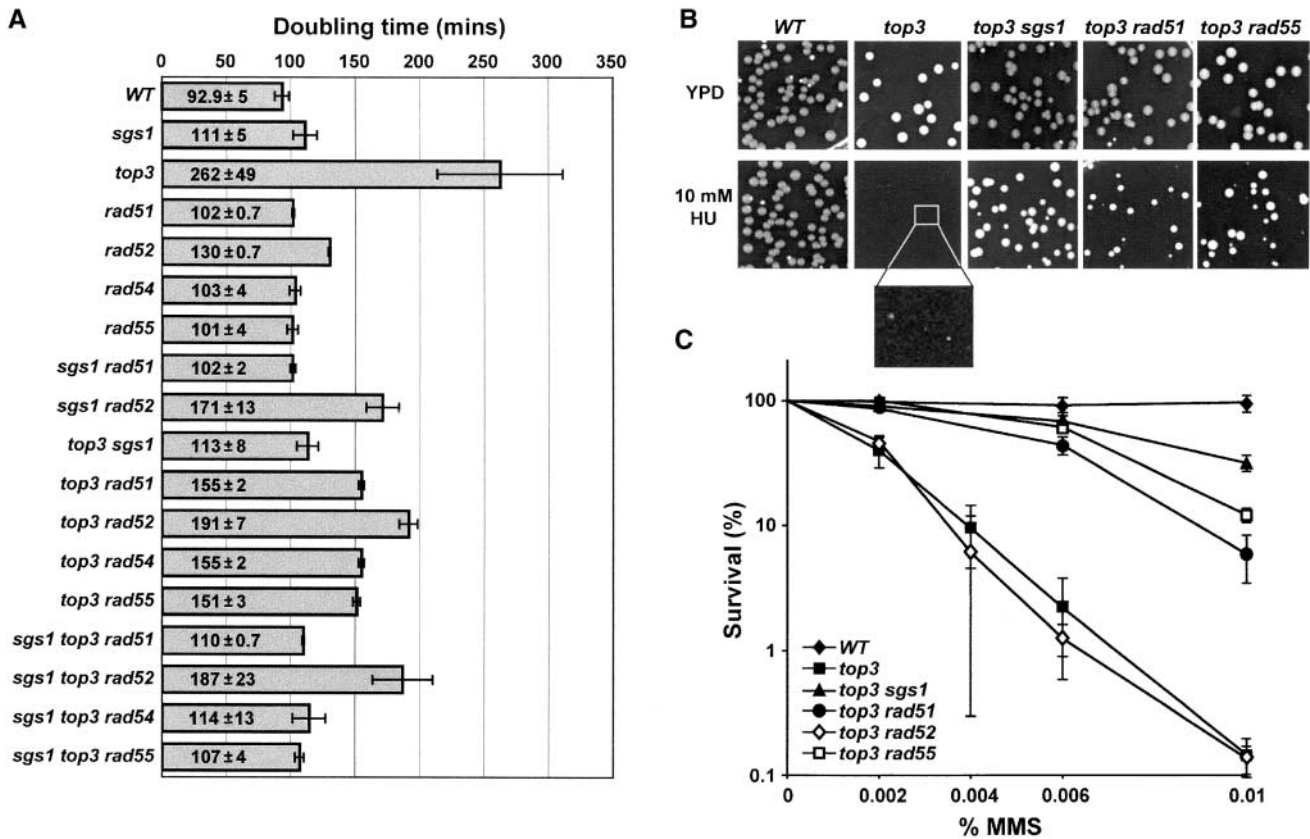 A
Doubling time (mins)
0 50 100 150 200 250 300 350
WT 92.9 ± 5
sgs1 111 ± 5
top3 262 ± 49
rad51 102 ± 0.7
rad52 130 ± 0.7
rad54 103 ± 4
rad55 101 ± 4
sgs1 rad51 102 ± 2
sgs1 rad52 171 ± 13
top3 sgs1 113 ± 8
top3 rad51 155 ± 2
top3 rad52 191 ± 7
top3 rad54 155 ± 2
top3 rad55 151 ± 3
sgs1 top3 rad51 110 ± 0.7
sgs1 top3 rad52 187 ± 23
sgs1 top3 rad54 114 ± 13
sgs1 top3 rad55 107 ± 4
B
WT top3 top3 sgs1 top3 rad51 top3 rad55
YPD
10 mM
HU
C
Survival (%)
100
10
1
0.1
WT
top3
top3 sgs1
top3 rad51
top3 rad52
top3 rad55
0 0.002 0.004 0.006 0.01
% MMS